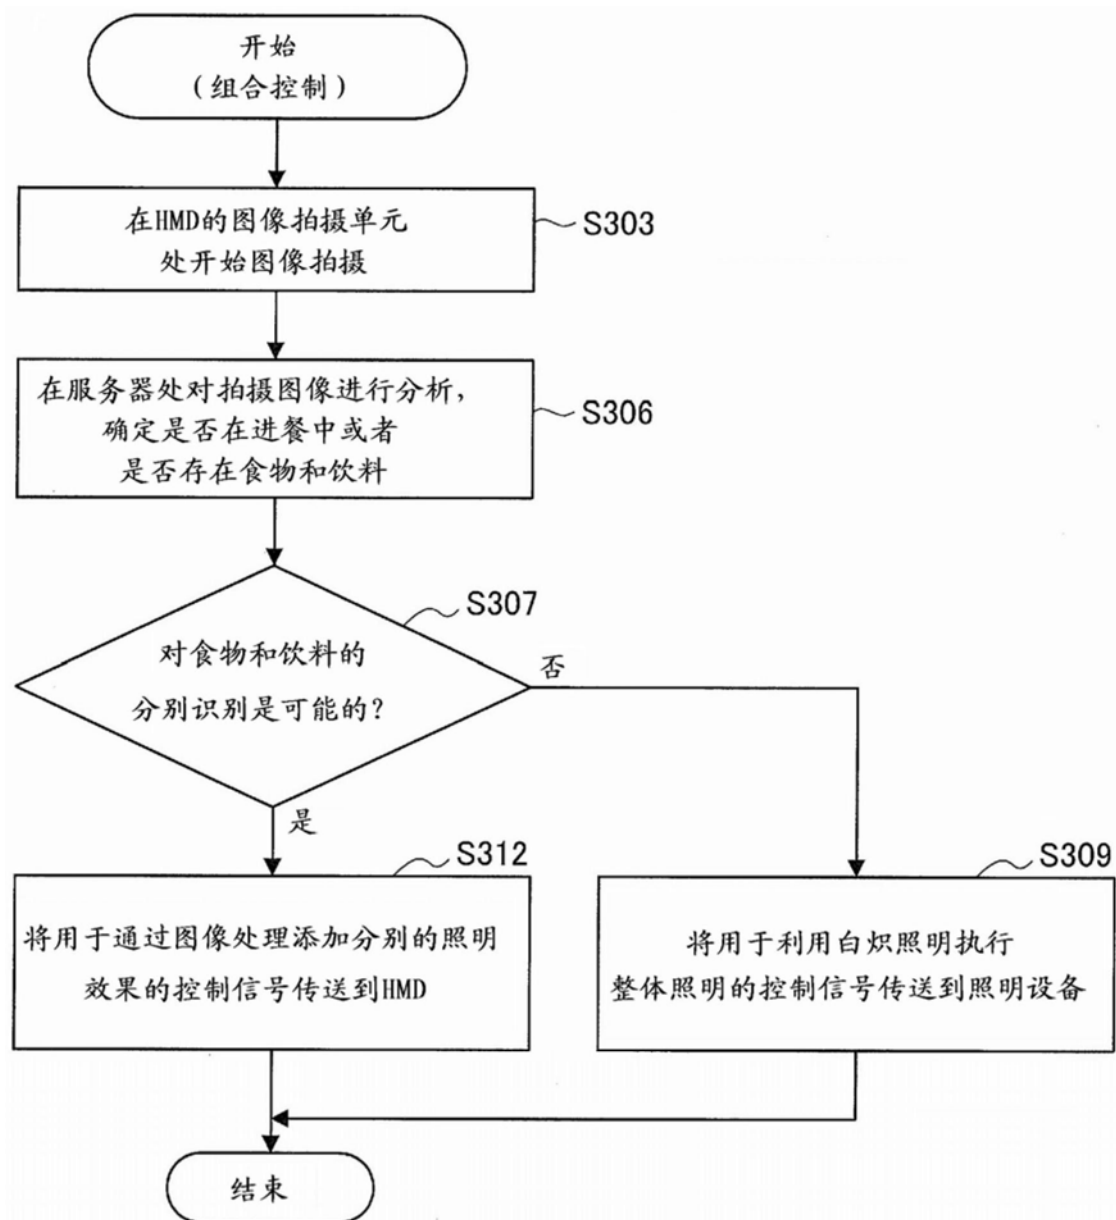 开始
(组合控制)
在HMD的图像拍摄单元
处开始图像拍摄
S303
在服务器处对拍摄图像进行分析，
确定是否在进餐中或者
是否存在食物和饮料
S306
S307
对食物和饮料的
分别识别是可能的？
否
是
S312
将用于通过图像处理添加分别的照明
效果的控制信号传送到HMD
S309
将用于利用白炽照明执行
整体照明的控制信号传送到照明设备
结束